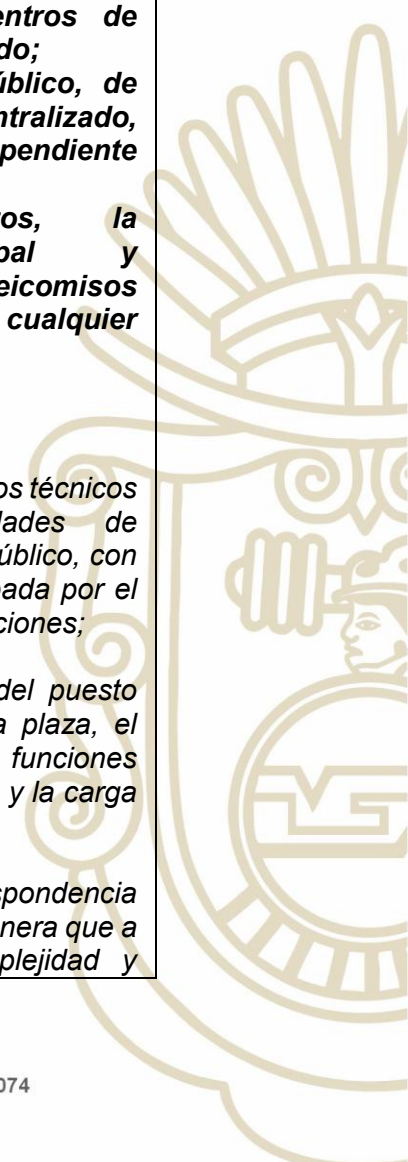 entros de
do;
úblico, de
ntralizado,
pendiente
os, la
pal y
eicomisos
cualquier
os técnicos
dades de
úblico, con
bada por el
ciones;
del puesto
a plaza, el
funciones
y la carga
spondencia
nera que a
plejidad y
074